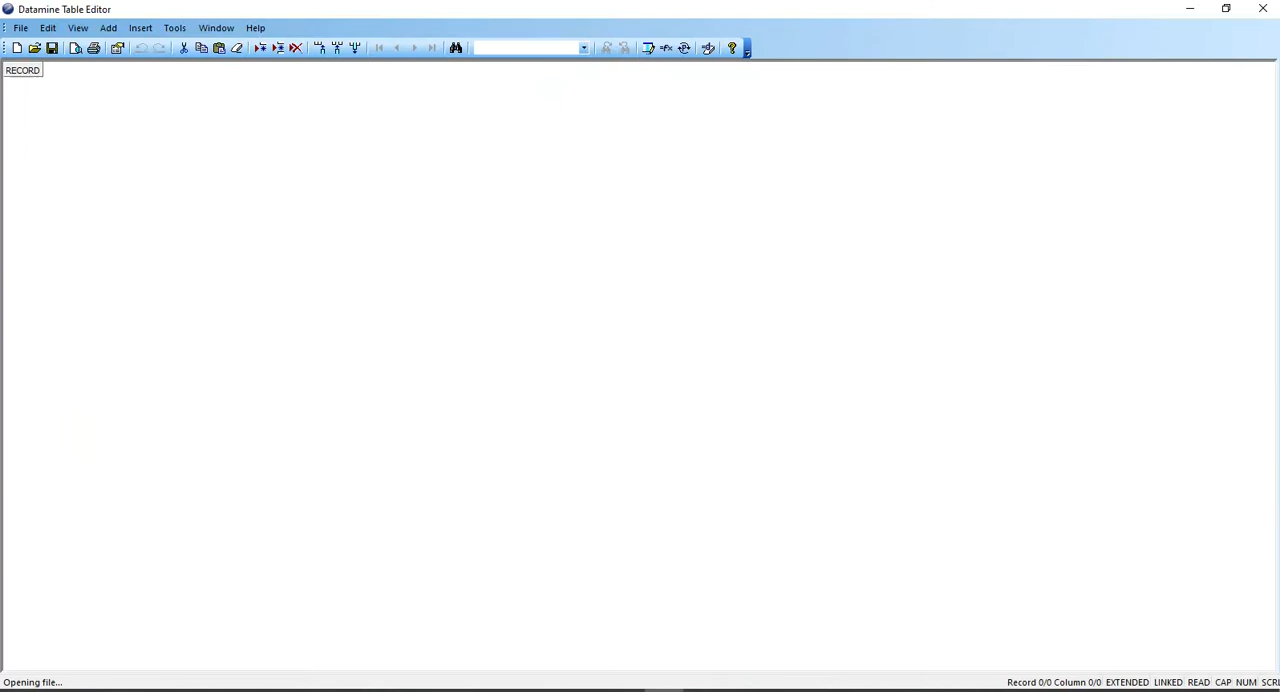 Datamine Table Editor
File Edit View Add Insert Tools Window Help
RECORD
Opening file... Record 0/0 Column 0/0 EXTENDED LINKED READ CAP NUM SCRL